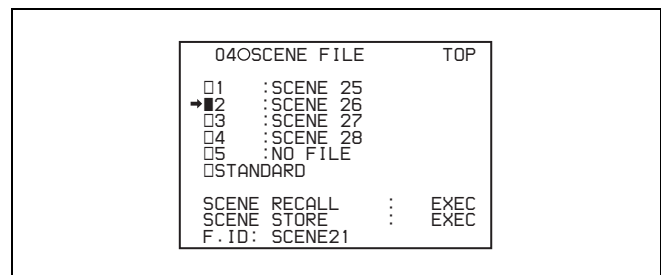 04○SCENE FILE TOP
□1 :SCENE 25
➡■2 :SCENE 26
□3 :SCENE 27
□4 :SCENE 28
□5 :NO FILE
□STANDARD
SCENE RECALL : EXEC
SCENE STORE : EXEC
F.ID: SCENE21